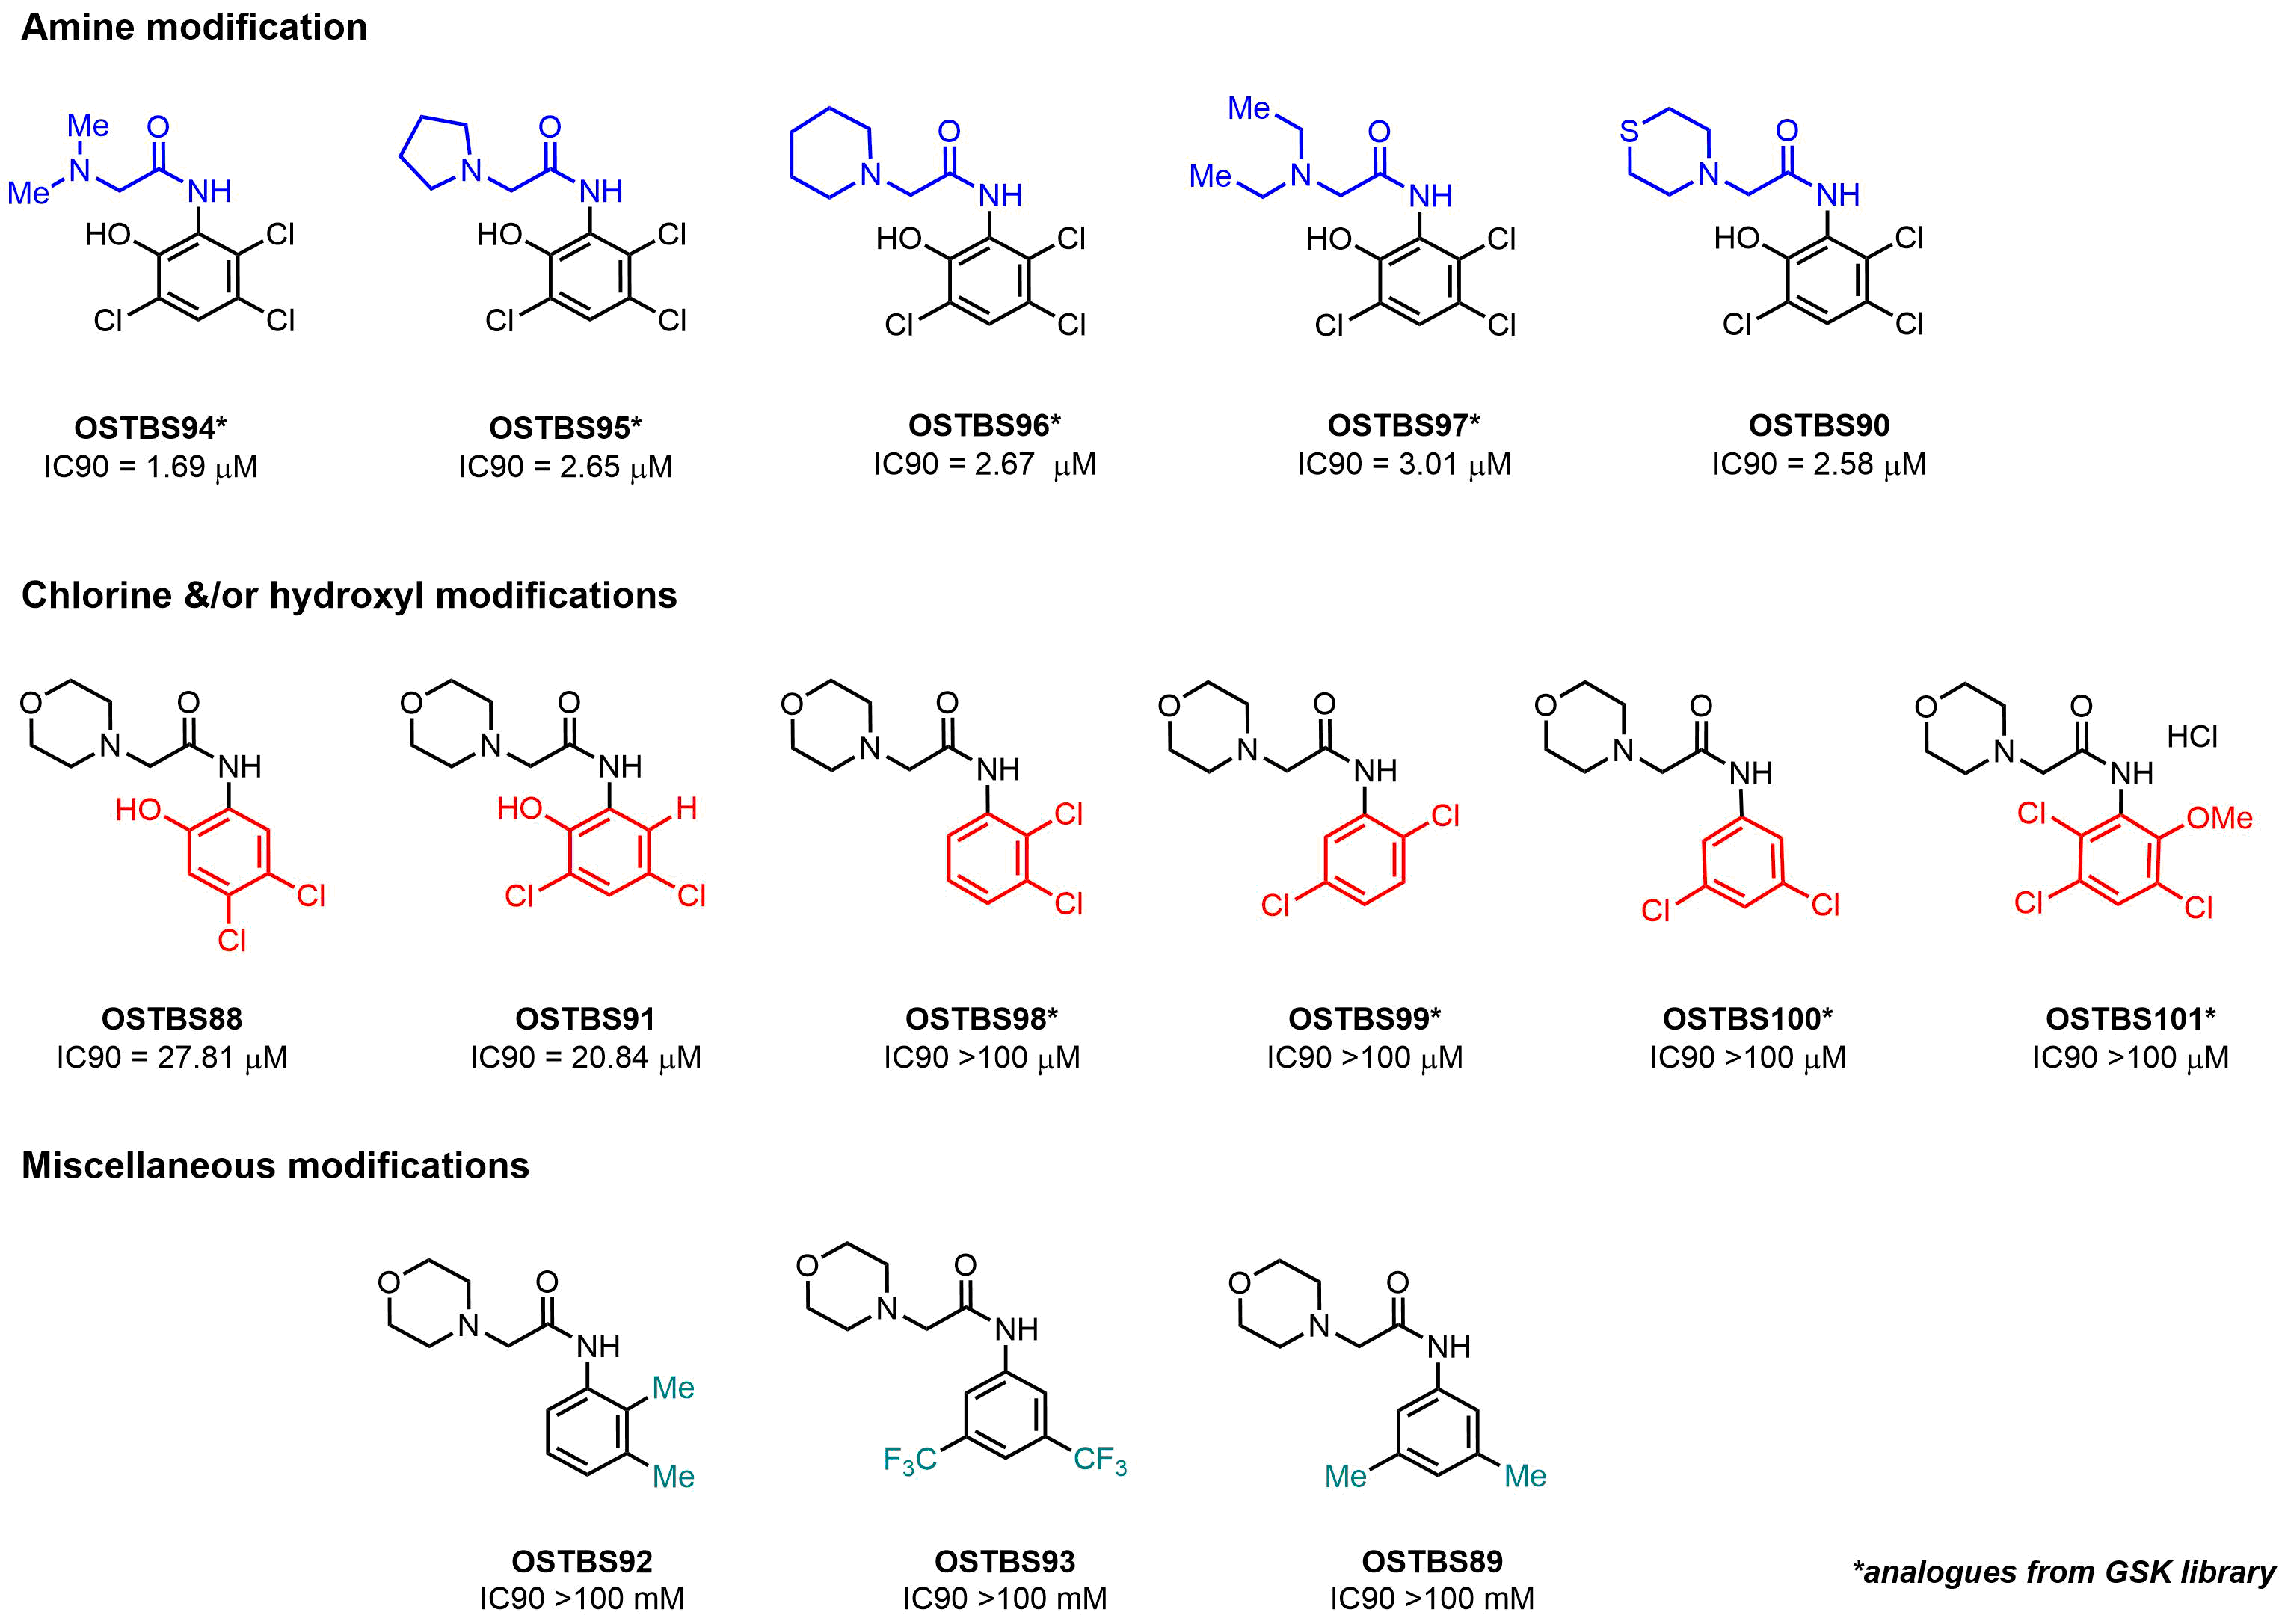 Amine modification
Me
Me
N
O
NH
HO
Cl
Cl
Cl
N
O
NH
HO
Cl
Cl
Cl
N
O
NH
HO
Cl
Cl
Cl
Me
Me
N
O
NH
HO
Cl
Cl
Cl
S
N
O
NH
HO
Cl
Cl
Cl
OSTBS94* OSTBS95* OSTBS96* OSTBS97* OSTBS90
IC90 = 1.69 μM IC90 = 2.65 μM IC90 = 2.67 μM IC90 = 3.01 μM IC90 = 2.58 μM
Chlorine &/or hydroxyl modifications
O
N
O
NH
HO
Cl
Cl
O
N
O
NH
HO
H
Cl
Cl
O
N
O
NH
Cl
Cl
O
N
O
NH
Cl
Cl
O
N
O
NH
Cl
Cl
O
N
O
NH
HCl
Cl
OMe
Cl
Cl
OSTBS88 OSTBS91 OSTBS98* OSTBS99* OSTBS100* OSTBS101*
IC90 = 27.81 μM IC90 = 20.84 μM IC90 >100 μM IC90 >100 μM IC90 >100 μM IC90 >100 μM
Miscellaneous modifications
O
N
O
NH
Me
Me
O
N
O
NH
F3C
CF3
O
N
O
NH
Me
Me
OSTBS92 OSTBS93 OSTBS89
IC90 >100 mM IC90 >100 mM IC90 >100 mM
*analogues from GSK library